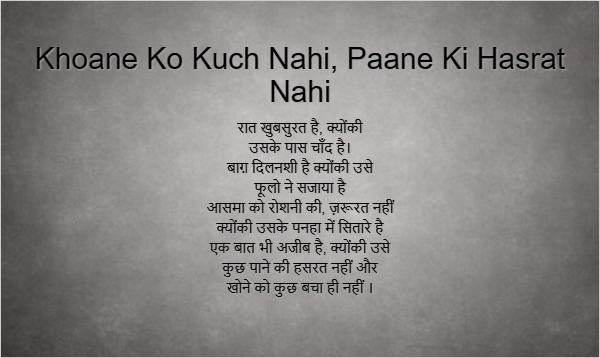 Khoane Ko Kuch Nahi, Paane Ki Hasrat
Nahi
रात खुबसुरत है, क्योंकी
उसके पास चाँद है।
बाग़ दिलनशी है क्योंकी उसे
फूलो ने सजाया है
आसमा को रोशनी की, ज़रूरत नहीं
क्योंकी उसके पनहा में सितारे है
एक बात भी अजीब है, क्योंकी उसे
कुछ पाने की हसरत नहीं और
खोने को कुछ बचा ही नहीं ।